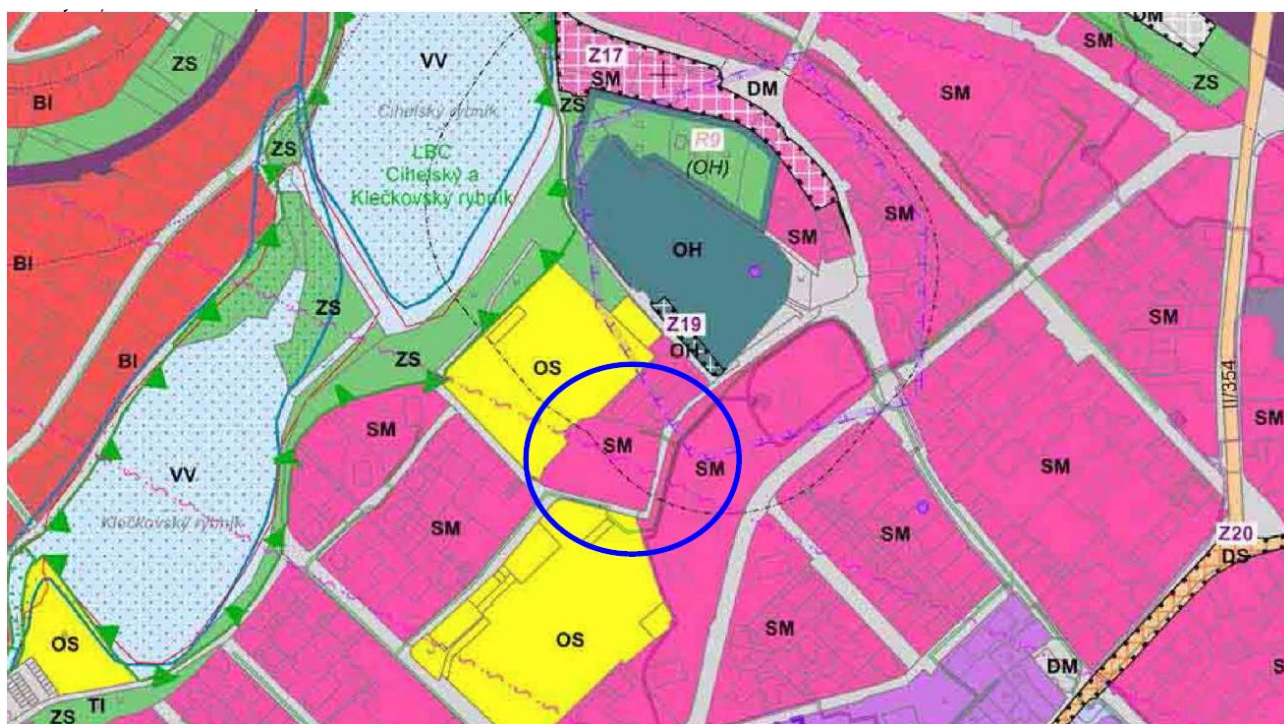 ZS
DM
VV
Z17
SM
SM
SM
ZS
ZS
BI
DM
ZS
Cihelský rybník
ZS
R9
(OH)
LBC
Cihelský a
Klečkovský rybník
SM
SM
OH
BI
ZS
SM
Z19
OH
BI
ZS
OS
II/354
SM
SM
SM
SM
SM
VV
Klečkovský rybník
SM
SM
Z20
DS
OS
SM
OS
DM
S
TI
ZS